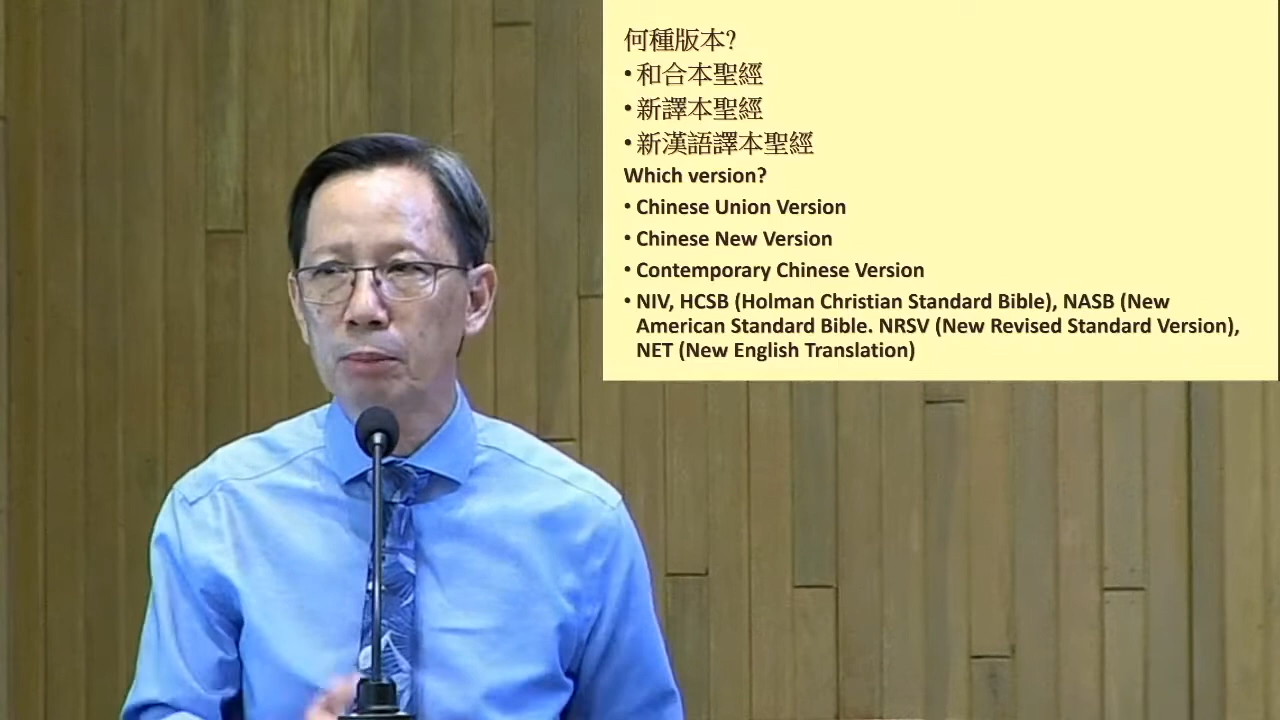 何種版本?
• 和合本聖經
• 新譯本聖經
• 新漢語譯本聖經
Which version?
• Chinese Union Version
• Chinese New Version
• Contemporary Chinese Version
• NIV, HCSB (Holman Christian Standard Bible), NASB (New
American Standard Bible. NRSV (New Revised Standard Version),
NET (New English Translation)